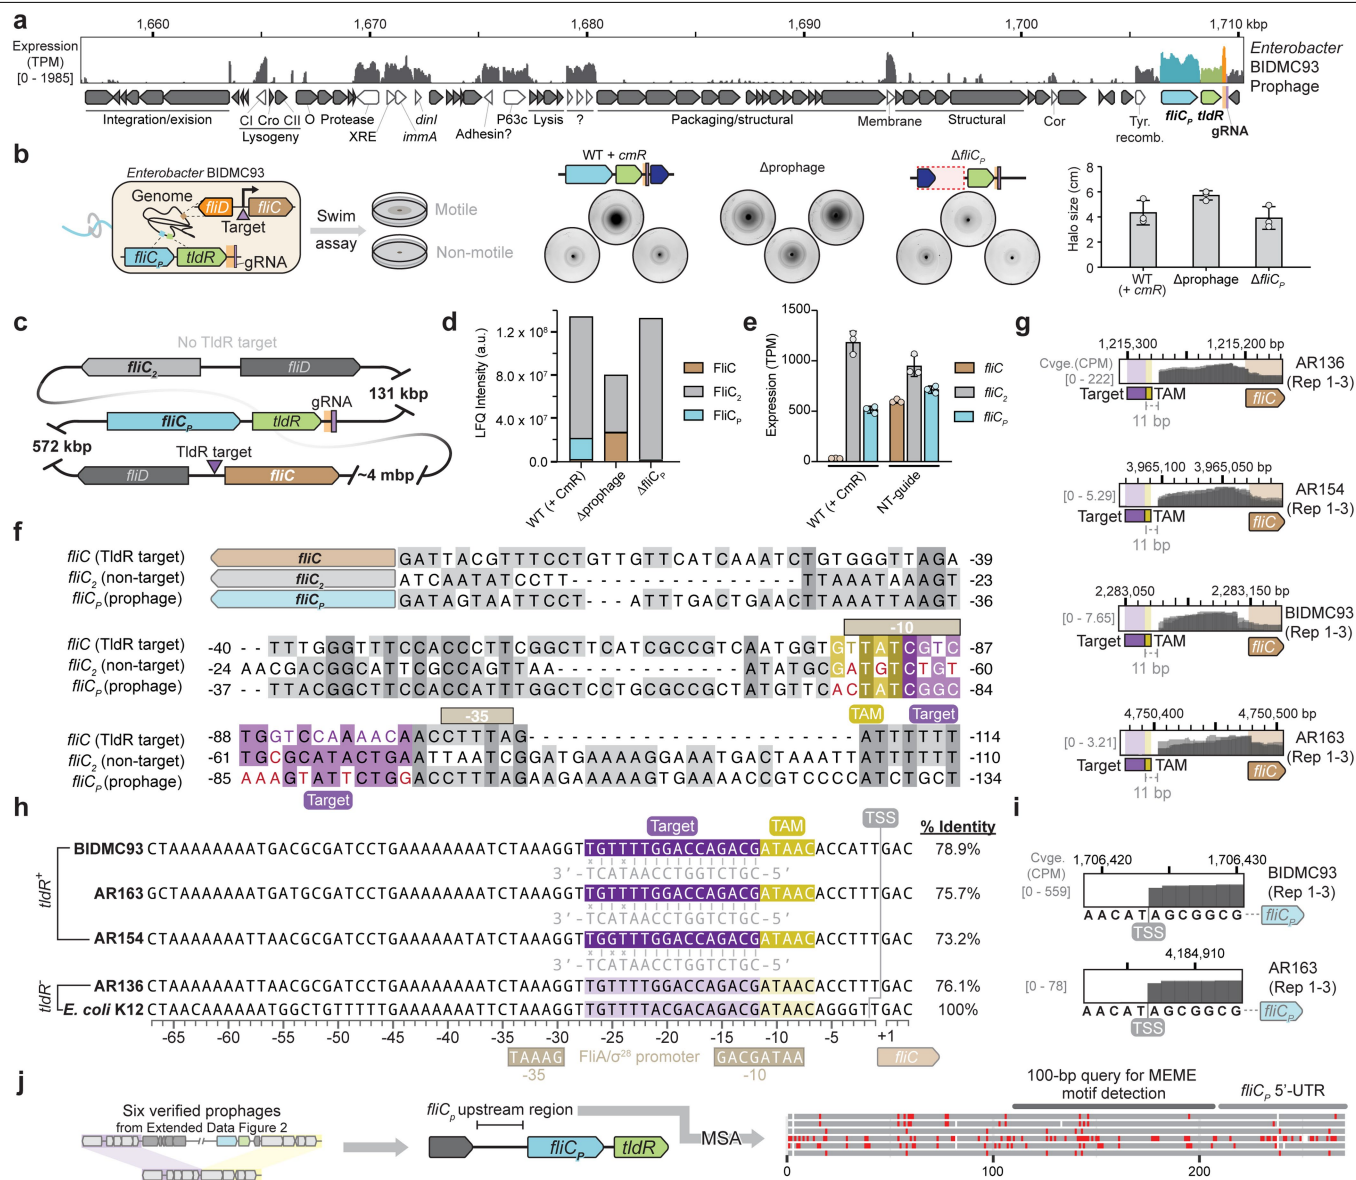 a
1,660 1,670 1,680 1,690 1,700 1,710 kbp
Expression (TPM) [0 - 1985]
Enterobacter BIDMC93 Prophage
Integration/exision
CI Cro CII
Lysogeny
O Protease
XRE
immA
dinI
Adhesin?
P63c Lysis ?
Packaging/structural
Membrane
Structural
Cor
Tyr. recomb.
fliCP tldR
gRNA
b
Enterobacter BIDMC93
Genome
fliD fliC
Target
fliCP tldR gRNA
Swim assay
Motile
Non-motile
WT + cmR
Δprophage
ΔfliCP
Halo size (cm)
8
6
4
2
0
WT (+ cmR) Δprophage ΔfliCP
c
No TldR target
fliC2 fliD
131 kbp
gRNA
fliCP tldR
572 kbp
TldR target
fliD fliC ~4 mbp
d
LFQ Intensity (a.u.)
1.2 x 10⁸
8.0 x 10⁷
4.0 x 10⁷
0.0
WT (+ CmR) Δprophage ΔfliCP
FliC
FliC2
FliCP
e
Expression (TPM)
1500
1000
500
0
WT (+ CmR) NT-guide
fliC
fliC2
fliCP
f
fliC (TldR target) fliC GATTACGTTTCCTGTTGTTCATCAAATCTGTGGGTTAGA -39
fliC2 (non-target) fliC2 ATCAATATCCTT- - - - - - - - - - - - - - - - - -TTAAATAAAGT -23
fliCP (prophage) fliCP GATAGTAATTCCT- - -ATTTGACTGAACTTAAATTAAGT -36
-10
fliC (TldR target) -40 - - TTTGGGTTTCCACCCTTCGGCTTCATCGCCGTCAATGGTGTTATCGTC -87
fliC2 (non-target) -24 AACGACGGCATTCGCCAGTTAA- - - - - - - - - - - -ATATGCGATGTCTGT -60
fliCP (prophage) -37 - - TTACGGCTTCCACCATTTGGCTCCTGCGCCGCTATGTTCACTATCGGC -84
TAM Target
-35
fliC (TldR target) -88 TGGTCCAAAACAACCTTTAG- - - - - - - - - - - - - - - - - - - - -ATTTTTT -114
fliC2 (non-target) -61 TGCGCATACTGAATTAATCGGATGAAAAGGATGACTAAATTATTTTTT -110
fliCP (prophage) -85 AAAGTATTCTGGACCTTTAGAAGAAAAAGTGAAAACCGTCCCCATCTGCT -134
Target
g
1,215,300 1,215,200 bp
Cvge.(CPM) [0 - 222]
AR136 (Rep 1-3)
Target TAM fliC
11 bp
3,965,100 3,965,050 bp
[0 - 5.29]
AR154 (Rep 1-3)
Target TAM fliC
11 bp
2,283,050 2,283,150 bp
[0 - 7.65]
BIDMC93 (Rep 1-3)
Target TAM fliC
11 bp
4,750,400 4,750,500 bp
[0 - 3.21]
AR163 (Rep 1-3)
Target TAM fliC
11 bp
h
Target TAM TSS % Identity
tldR+
BIDMC93 CTAAAAAAAATGACGCGATCCTGAAAAAAAATCTAAAGGTTGTTTTGGACCAGACGATAACACCATTGAC 78.9%
3'-TCATAACCTGGTCTGC-5'
AR163 GCTAAAAAAAATGATGCGATCCTGAAAAAAAATCTAAAGGTTGTTTTGGACCAGACGATAACACCTTTGAC 75.7%
3'-TCATAACCTGGTCTGC-5'
AR154 CTAAAAAAAATTAACGCGATCCTGAAAAAATATCTAAAGGTTGGTTTGGACCAGACGATAACACCTTTGAC 73.2%
3'-TCATAACCTGGTCTGC-5'
tldR-
AR136 CTAAAAAAAATGACGCGATCCTGAAAAAAAATCTAAAGGTTGTTTTGGACCAGACGATAACACCTTTGAC 76.1%
E. coli K12 CTAACAAAAAATGGCTGTTTTTGAAAAAAATTCTAAAGGTTGTTTTACGACAGACGATAACAGGGTTGAC 100%
-65 -60 -55 -50 -45 -40 -35 -30 -25 -20 -15 -10 -5 +1
TAAAG FliA/σ²⁸ promoter GACGATAA fliC
-35 -10
i
Cvge. (CPM)
1,706,420 1,706,430
[0 - 559]
BIDMC93 (Rep 1-3)
AACATAGCGGCG fliCP
TSS
4,184,910
[0 - 78]
AR163 (Rep 1-3)
AACATAGCGGCG fliCP
TSS
j
Six verified prophages from Extended Data Figure 2
fliCp upstream region
fliCP tldR
MSA
100-bp query for MEME motif detection
fliCP 5'-UTR
0 100 200